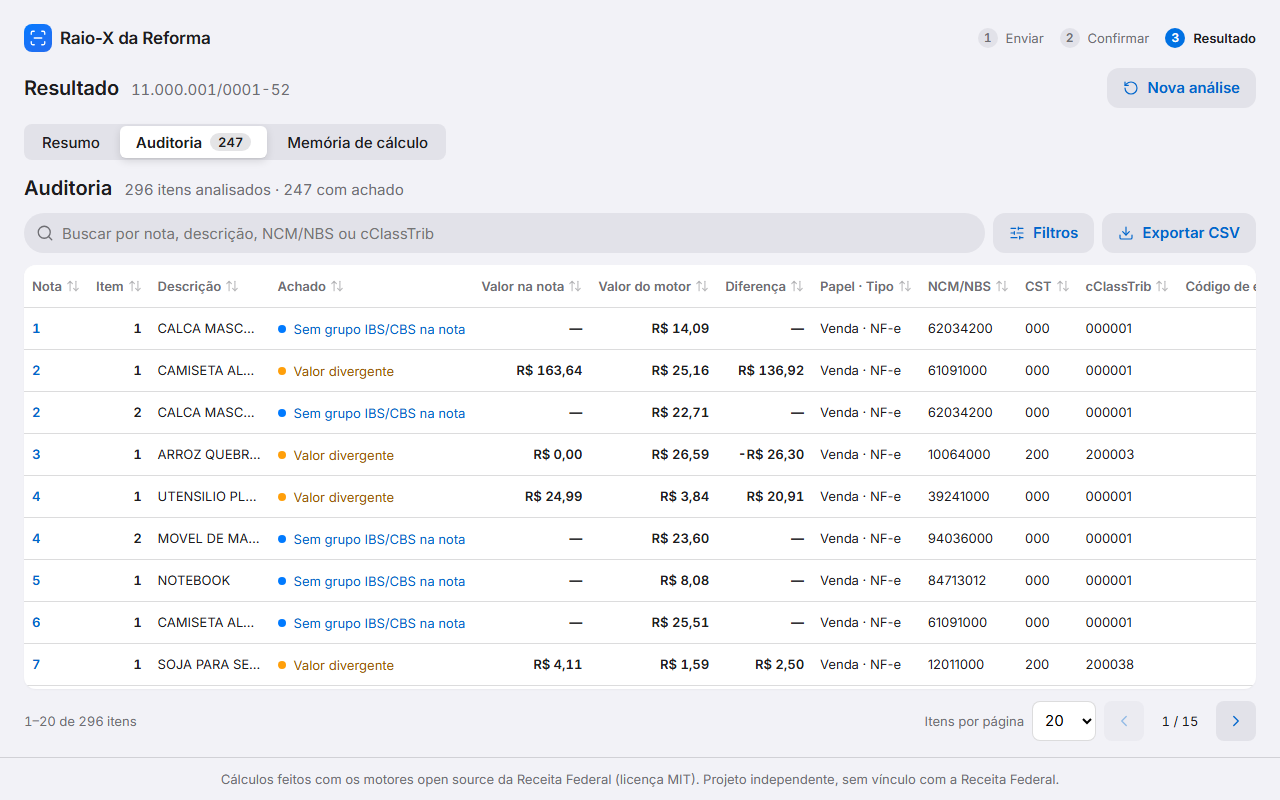 Raio-X da Reforma
1 Enviar 2 Confirmar 3 Resultado
Resultado 11.000.001/0001-52
Nova análise
Resumo Auditoria 247 Memória de cálculo
Auditoria 296 itens analisados · 247 com achado
Buscar por nota, descrição, NCM/NBS ou cClassTrib
Filtros
Exportar CSV
Nota Item Descrição Achado Valor na nota Valor do motor Diferença Papel · Tipo NCM/NBS CST cClassTrib Código de
1 1 CALCA MASC... Sem grupo IBS/CBS na nota — R$ 14,09 — Venda · NF-e 62034200 000 000001
2 1 CAMISETA AL... Valor divergente R$ 163,64 R$ 25,16 R$ 136,92 Venda · NF-e 61091000 000 000001
2 2 CALCA MASC... Sem grupo IBS/CBS na nota — R$ 22,71 — Venda · NF-e 62034200 000 000001
3 1 ARROZ QUEBR... Valor divergente R$ 0,00 R$ 26,59 -R$ 26,30 Venda · NF-e 10064000 200 200003
4 1 UTENSILIO PL... Valor divergente R$ 24,99 R$ 3,84 R$ 20,91 Venda · NF-e 39241000 000 000001
4 2 MOVEL DE MA... Sem grupo IBS/CBS na nota — R$ 23,60 — Venda · NF-e 94036000 000 000001
5 1 NOTEBOOK Sem grupo IBS/CBS na nota — R$ 8,08 — Venda · NF-e 84713012 000 000001
6 1 CAMISETA AL... Sem grupo IBS/CBS na nota — R$ 25,51 — Venda · NF-e 61091000 000 000001
7 1 SOJA PARA SE... Valor divergente R$ 4,11 R$ 1,59 R$ 2,50 Venda · NF-e 12011000 200 200038
1–20 de 296 itens
Itens por página 20 1 / 15
Cálculos feitos com os motores open source da Receita Federal (licença MIT). Projeto independente, sem vínculo com a Receita Federal.